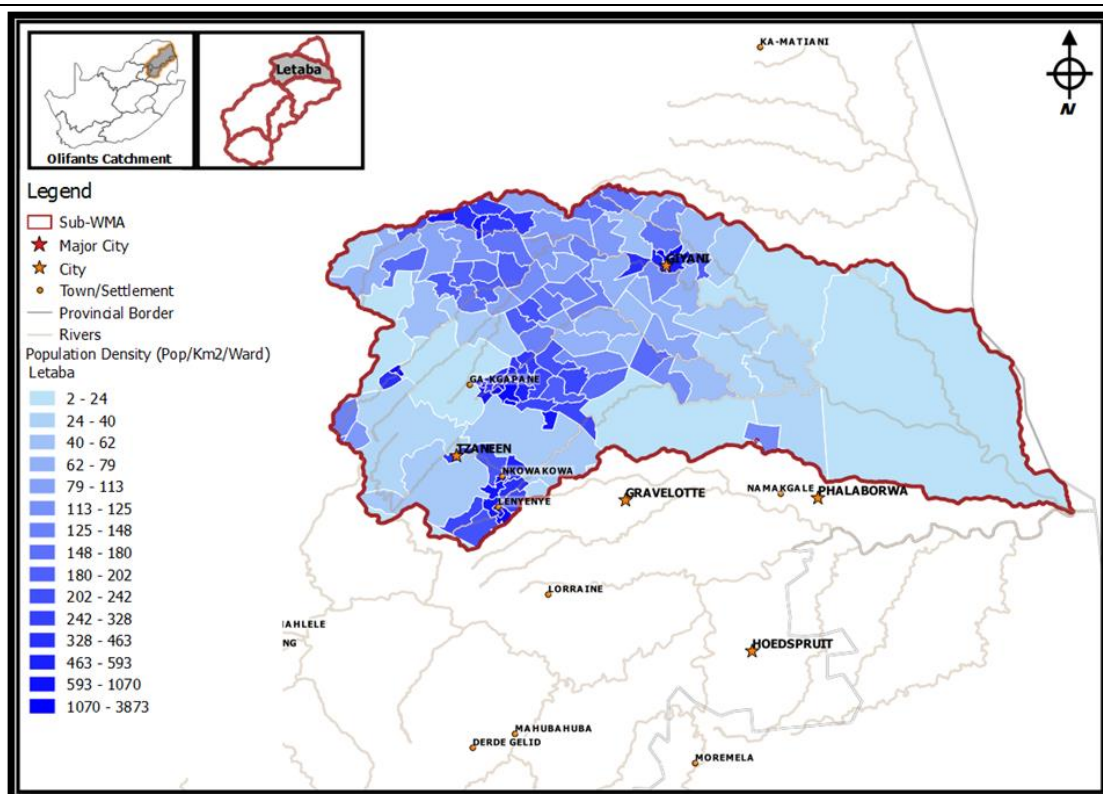 KA-MATIANI
Letaba
N
Olifants Catchment
Legend
Sub-WMA
Major City
City
Town/Settlement
Provincial Border
Rivers
Population Density (Pop/Km2/Ward)
Letaba
2 - 24
24 - 40
40 - 62
62 - 79
79 - 113
113 - 125
125 - 148
148 - 180
180 - 202
202 - 242
242 - 328
328 - 463
463 - 593
593 - 1070
1070 - 3873
GIYANI
GA-KGAPANE
TZANEEN
NKOWAKOWA
LENYENYE
GRAVELOTTE
NAMAKGALE
PHALABORWA
LORRAINE
HOEDSPRUIT
MAHUBAHUBA
DERDE GELID
MOREMELA